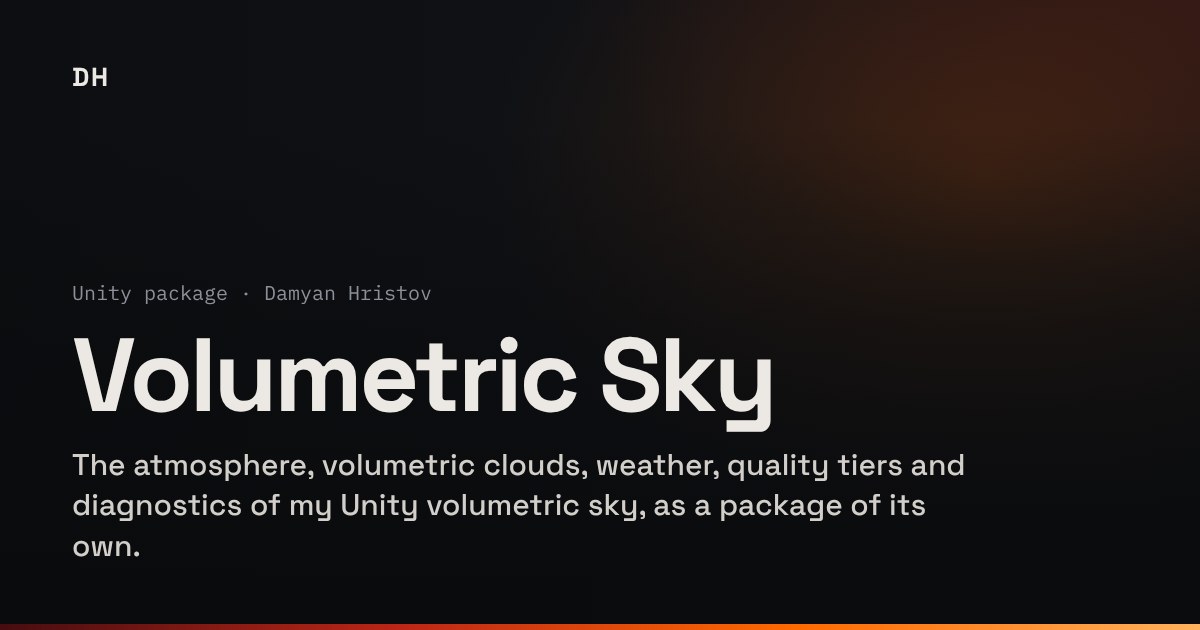 DH
Unity package · Damyan Hristov
Volumetric Sky
The atmosphere, volumetric clouds, weather, quality tiers and
diagnostics of my Unity volumetric sky, as a package of its
own.